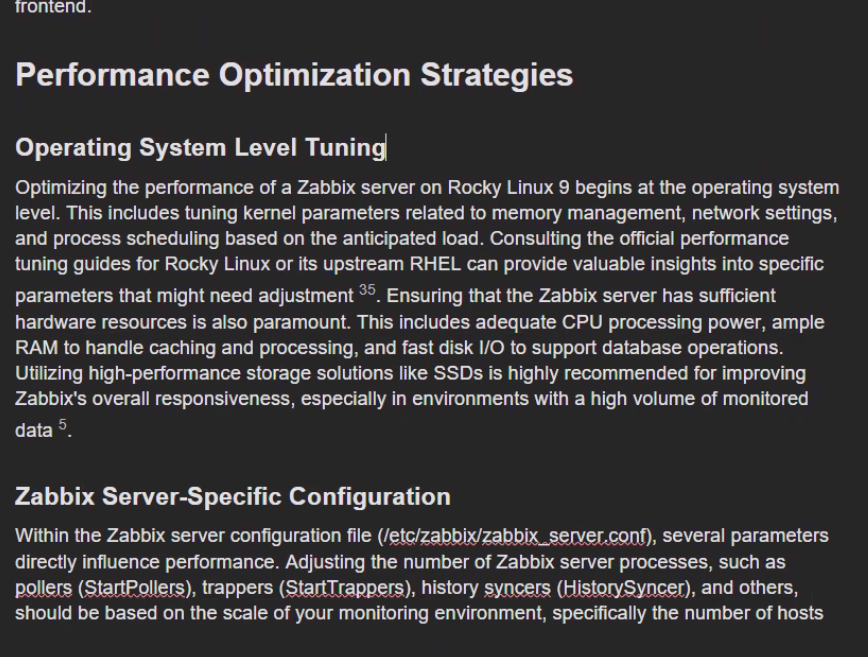 frontend.
Performance Optimization Strategies
Operating System Level Tuning
Optimizing the performance of a Zabbix server on Rocky Linux 9 begins at the operating system
level. This includes tuning kernel parameters related to memory management, network settings,
and process scheduling based on the anticipated load. Consulting the official performance
tuning guides for Rocky Linux or its upstream RHEL can provide valuable insights into specific
parameters that might need adjustment 35. Ensuring that the Zabbix server has sufficient
hardware resources is also paramount. This includes adequate CPU processing power, ample
RAM to handle caching and processing, and fast disk I/O to support database operations.
Utilizing high-performance storage solutions like SSDs is highly recommended for improving
Zabbix's overall responsiveness, especially in environments with a high volume of monitored
data 5.
Zabbix Server-Specific Configuration
Within the Zabbix server configuration file (/etc/zabbix/zabbix_server.conf), several parameters
directly influence performance. Adjusting the number of Zabbix server processes, such as
pollers (StartPollers), trappers (StartTrappers), history syncers (HistorySyncer), and others,
should be based on the scale of your monitoring environment, specifically the number of hosts